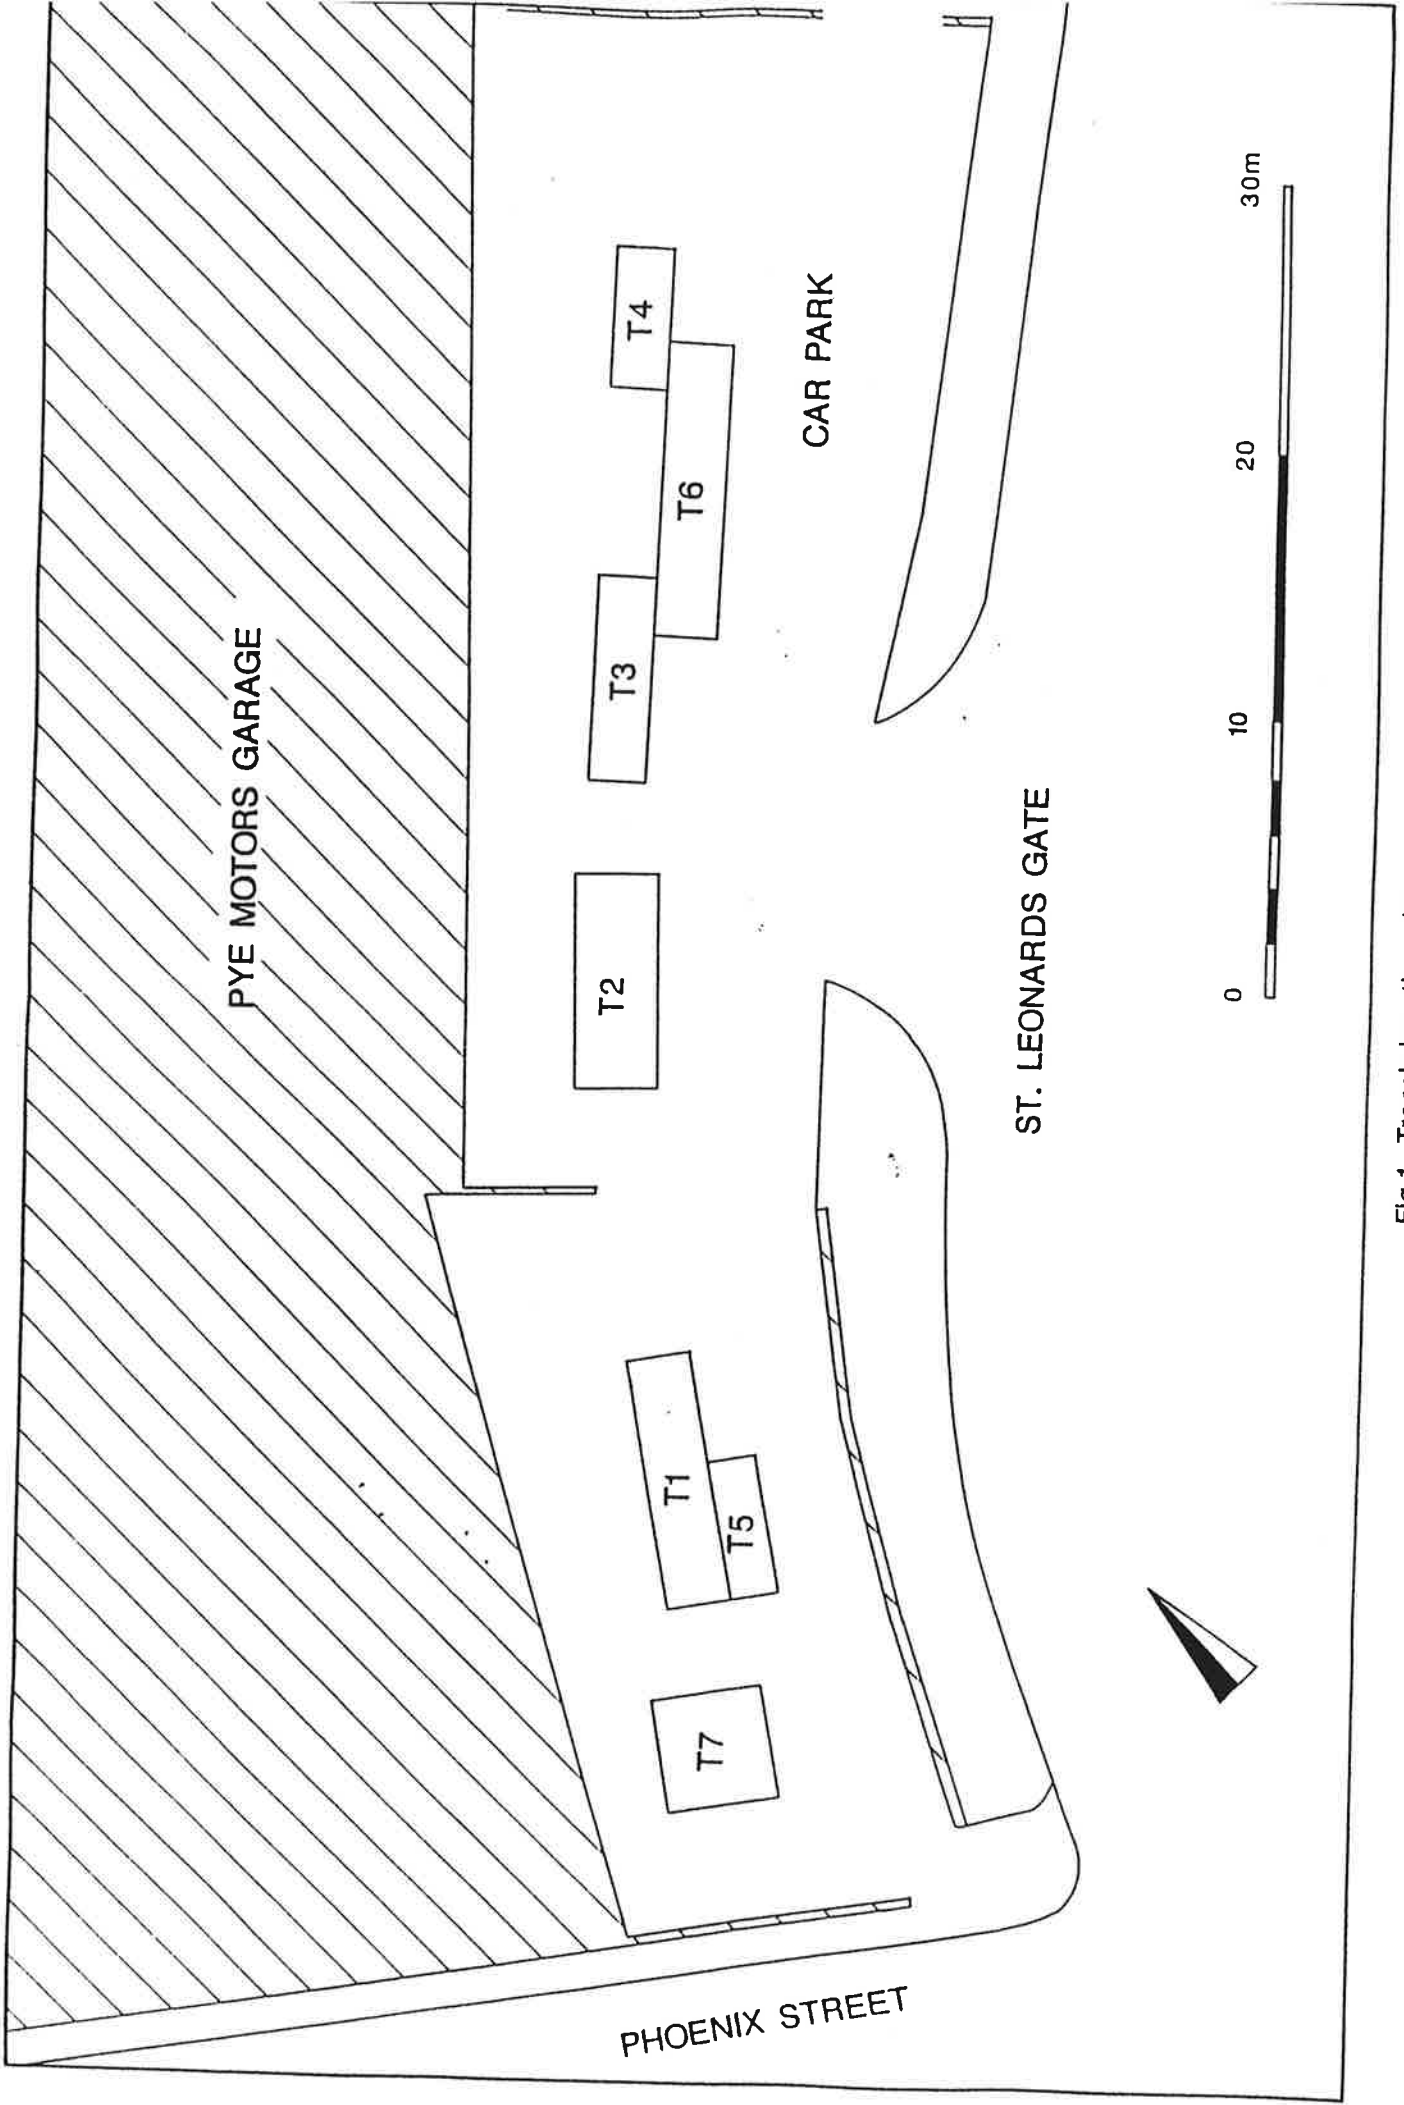 PYE MOTORS GARAGE
T4
T6
T3
T2
T1
T5
T7
CAR PARK
ST. LEONARDS GATE
PHOENIX STREET
0
10
20
30m